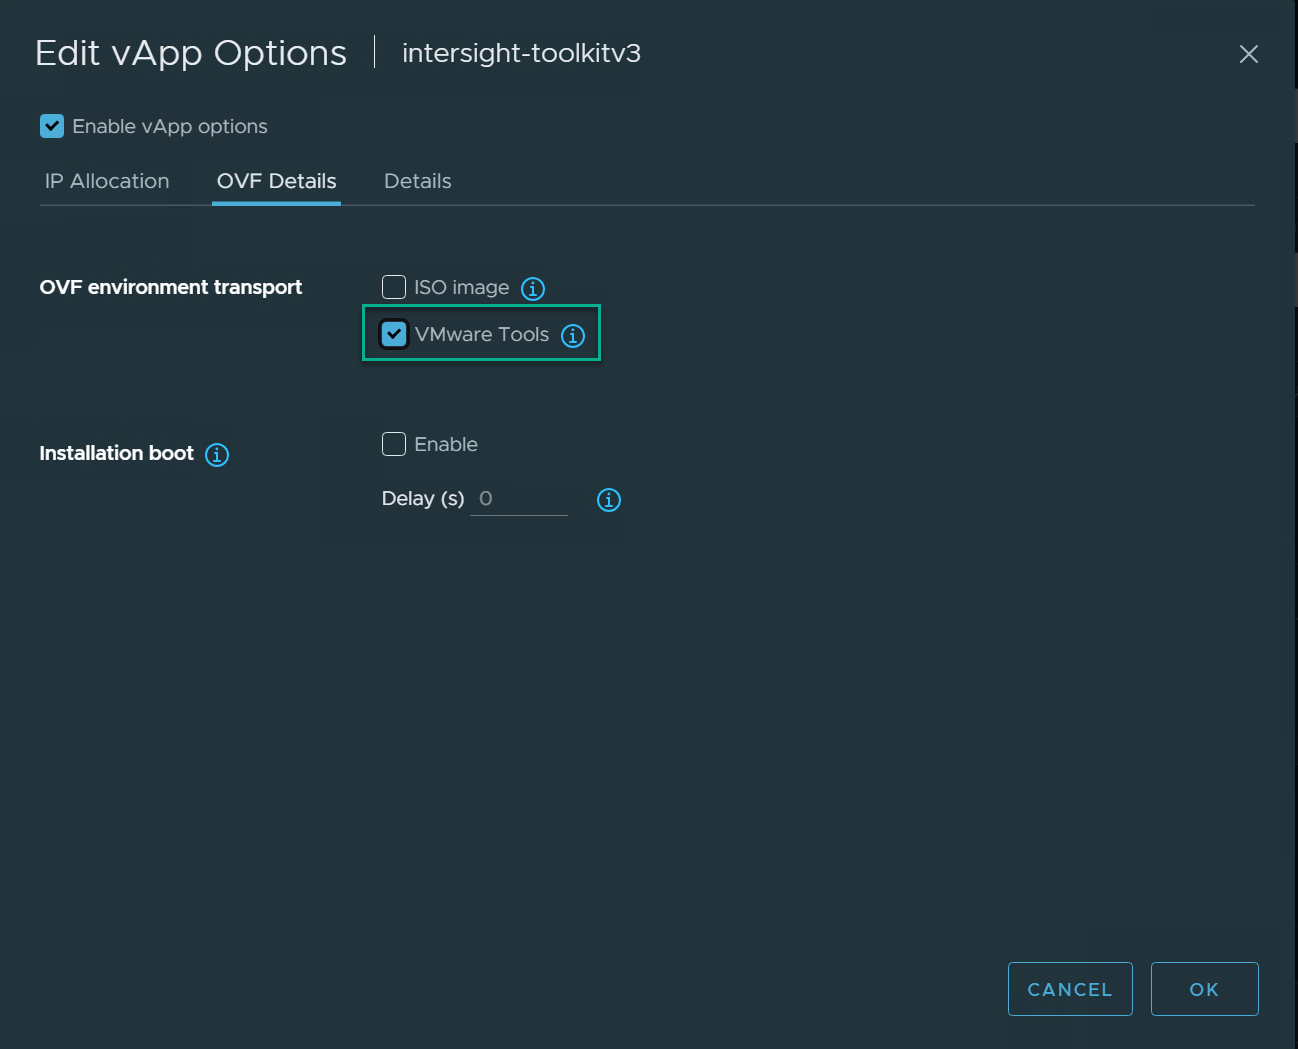 Edit vApp Options | intersight-toolkitv3
Enable vApp options
IP Allocation OVF Details Details
OVF environment transport ISO image
VMware Tools
Installation boot Enable
Delay (s) 0
CANCEL OK